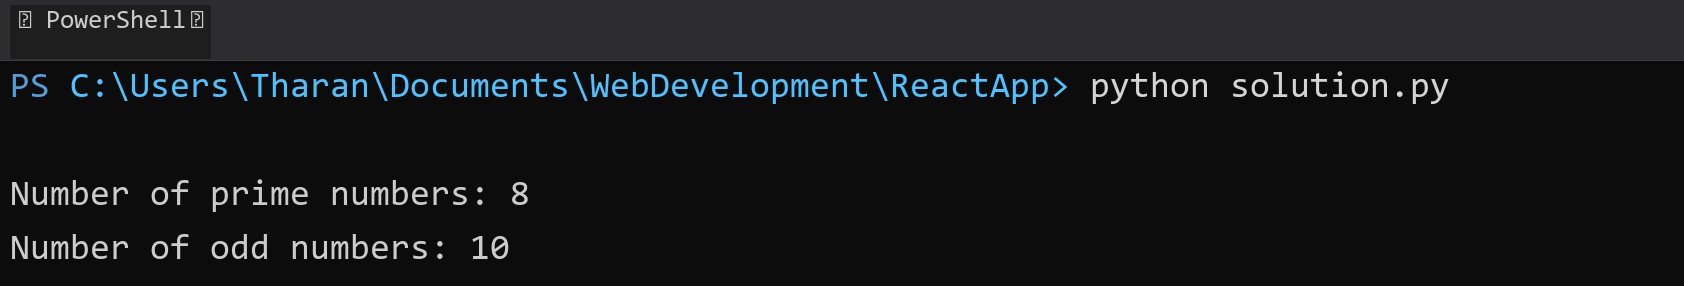 PowerShell
PS C:\Users\Tharan\Documents\WebDevelopment\ReactApp> python solution.py
Number of prime numbers: 8
Number of odd numbers: 10